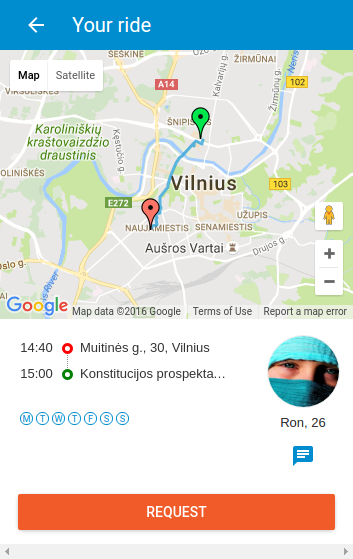 Your ride
ŠEŠKINĖ
ŽIRMŪNAI
Kalvarijų g.
Neris
Map
Satellite
A14
102
VIRŠULIŠKĖS
ŠNIPIŠKĖS
Žirmūnų g.
Karoliniškių
kraštovaizdžio
draustinis
Kęstučio g.
Vilnius
103
E272
UŽUPIS
NAUJAMIESTIS
SENAMIESTIS
Aušros Vartai
Drujos g.
Oslo g.
Google
Map data ©2016 Google
Terms of Use
Report a map error
14:40
Muitinės g., 30, Vilnius
15:00
Konstitucijos prospekta…
M T W T F S S
Ron, 26
REQUEST